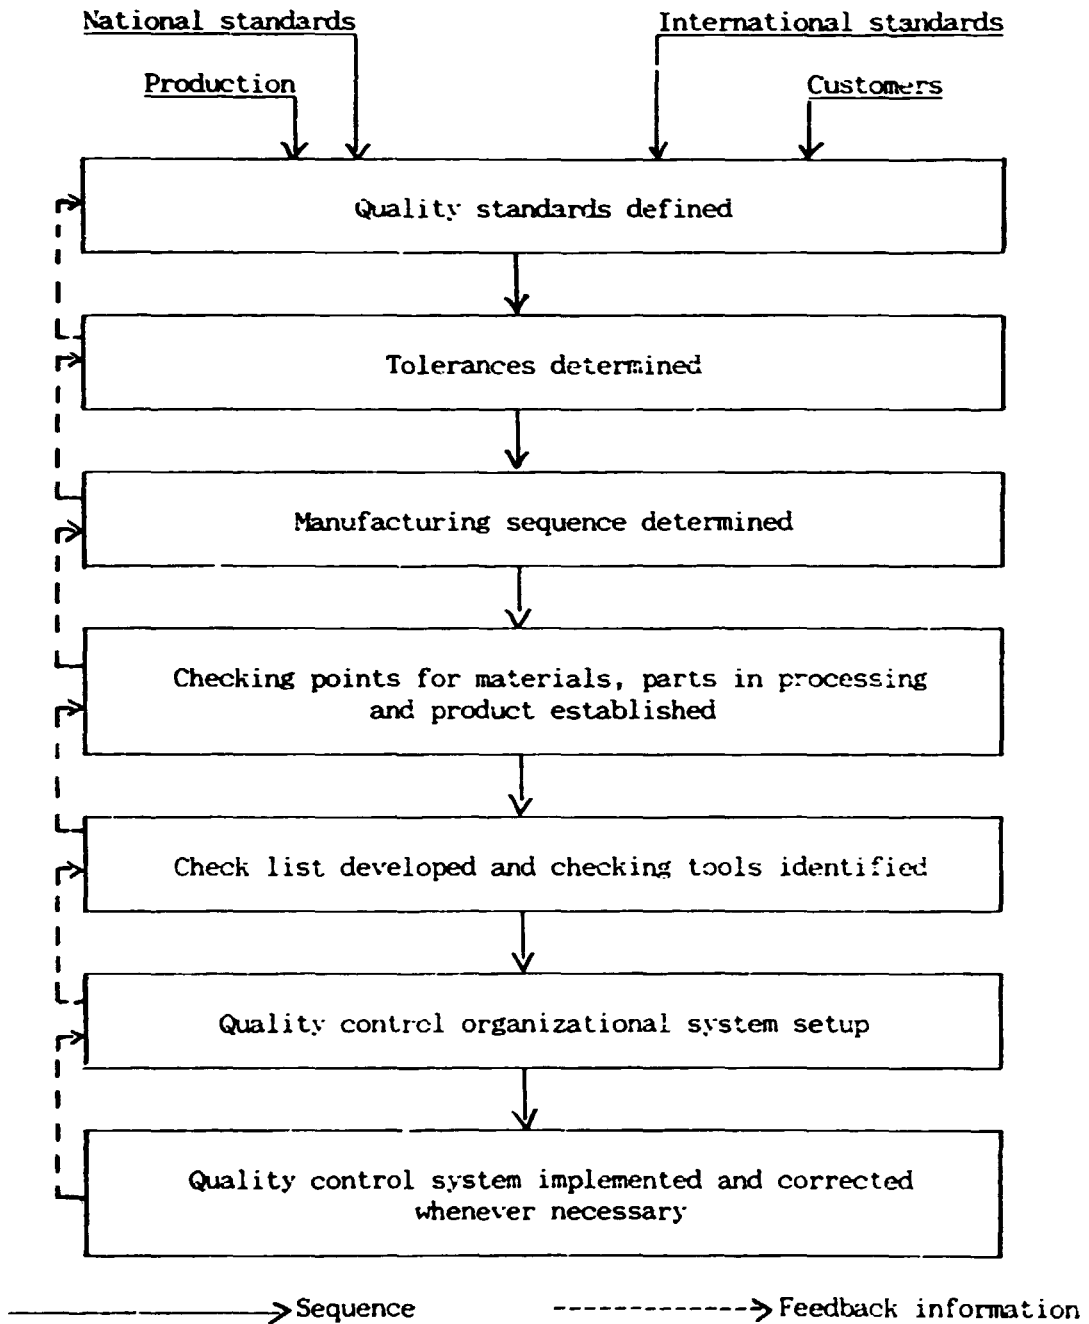 National standards
International standards
Production
Customers
Quality standards defined
Tolerances determined
Manufacturing sequence determined
Checking points for materials, parts in processing
and product established
Check list developed and checking tools identified
Quality control organizational system setup
Quality control system implemented and corrected
whenever necessary
Sequence
Feedback information